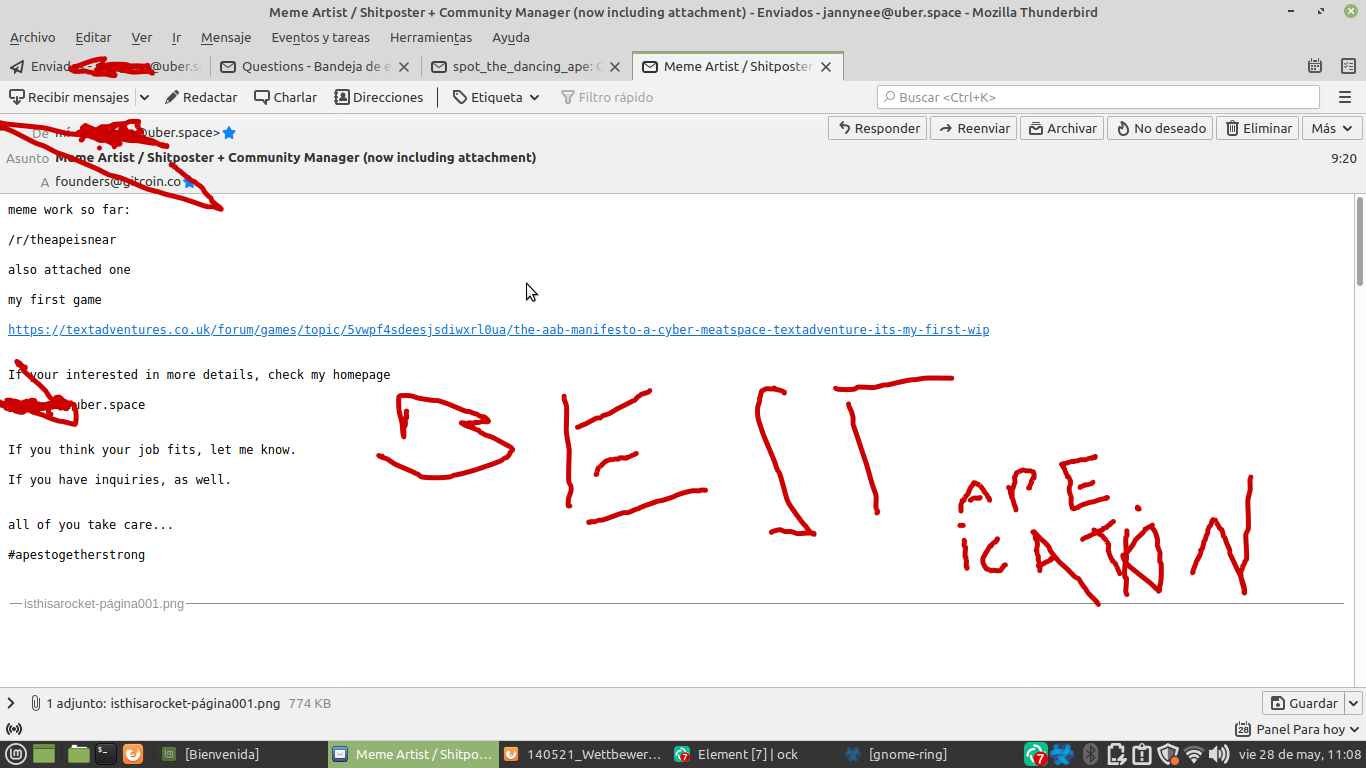 Meme Artist / Shitposter + Community Manager (now including attachment) - Enviados - jannynee@uber.space - Mozilla Thunderbird
Archivo Editar Ver Ir Mensaje Eventos y tareas Herramientas Ayuda
Enviados - @uber.s Questions - Bandeja de e spot_the_dancing_ape: Meme Artist / Shitposter
Recibir mensajes Redactar Charlar Direcciones Etiqueta Filtro rápido Buscar <Ctrl+K>
De mí @uber.space> Responder Reenviar Archivar No deseado Eliminar Más
Asunto Meme Artist / Shitposter + Community Manager (now including attachment) 9:20
A founders@gitcoin.co
meme work so far:
/r/theapeisnear
also attached one
my first game
https://textadventures.co.uk/forum/games/topic/5vwpf4sdeesjsdiwxrl0ua/the-aab-manifesto-a-cyber-meatspace-textadventure-its-my-first-wip
If your interested in more details, check my homepage
uber.space
If you think your job fits, let me know.
If you have inquiries, as well.
all of you take care...
#apestogetherstrong
BEST
APE
isthisarocket-página001.png
1 adjunto: isthisarocket-página001.png 774 KB Guardar
28 Panel Para hoy
[Bienvenida] Meme Artist / Shitpo... 140521_Wettbewer... 7 Element [7] | ock [gnome-ring] 7 vie 28 de may, 11:08